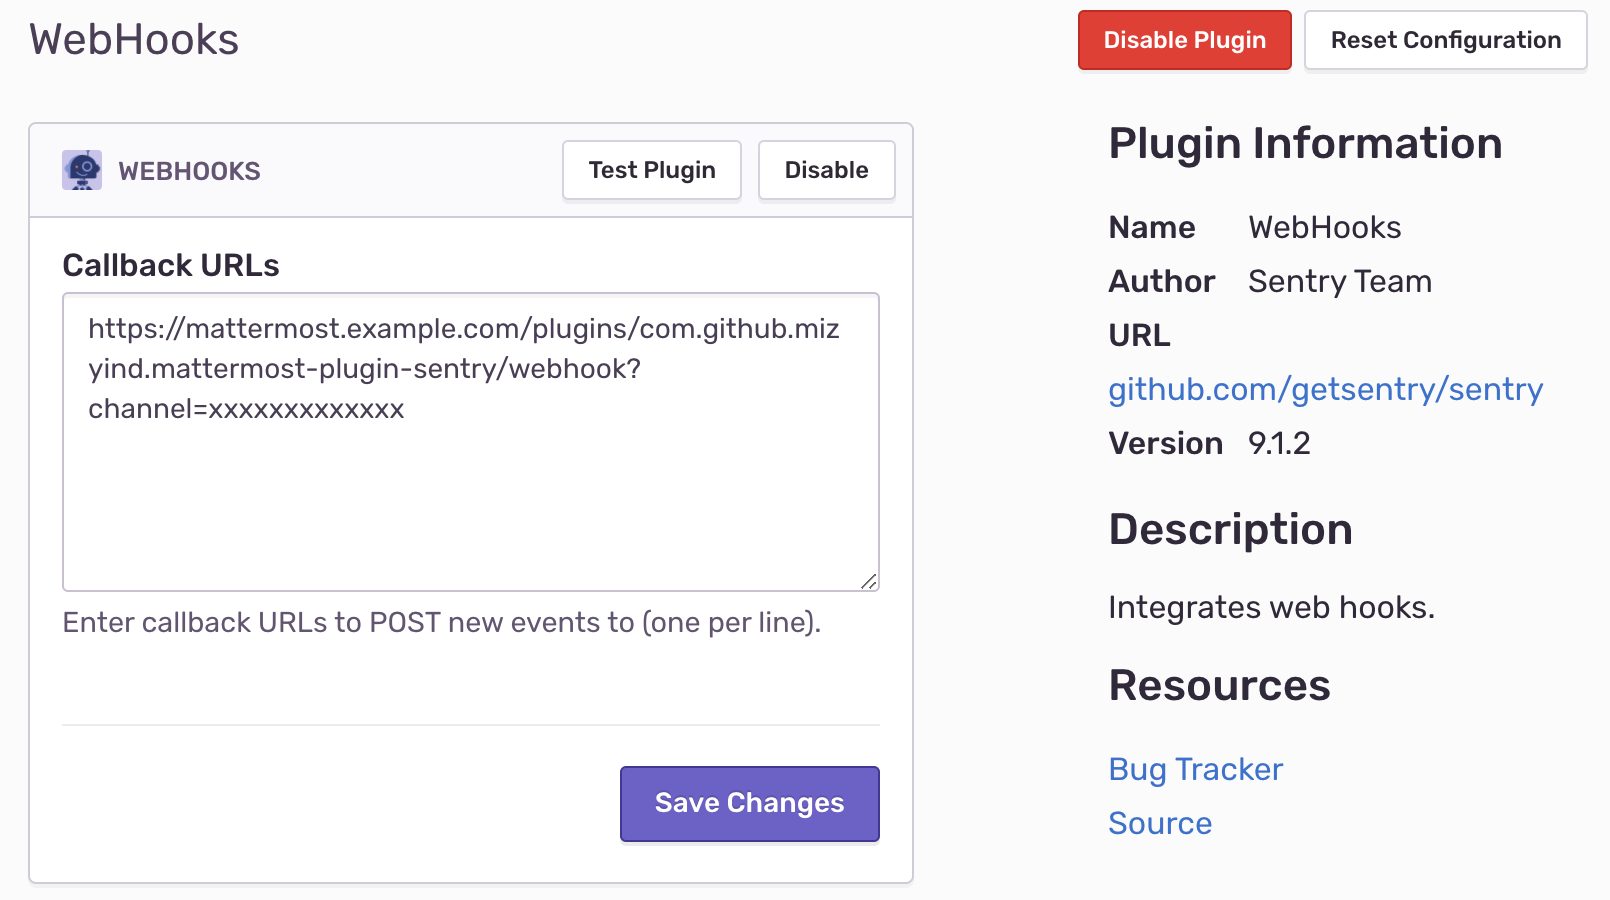 WebHooks
Disable Plugin
Reset Configuration
WEBHOOKS
Test Plugin
Disable
Callback URLs
https://mattermost.example.com/plugins/com.github.miz
yind.mattermost-plugin-sentry/webhook?
channel=xxxxxxxxxxxxx
Enter callback URLs to POST new events to (one per line).
Save Changes
Plugin Information
Name WebHooks
Author Sentry Team
URL
github.com/getsentry/sentry
Version 9.1.2
Description
Integrates web hooks.
Resources
Bug Tracker
Source